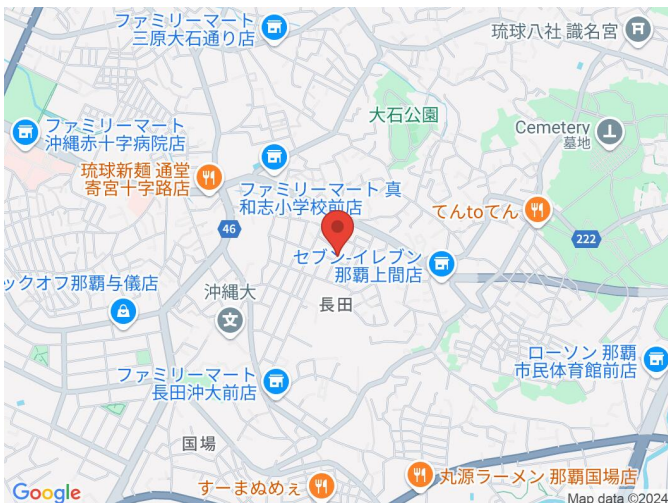 ファミリーマート
三原大石通り店
琉球八社 識名宮
大石公園
ファミリーマート
沖縄赤十字病院店
Cemetery
墓地
琉球新麺 通堂
寄宮十字路店
ファミリーマート 真
和志小学校前店
てんtoてん
46
222
セブン-イレブン
那覇上間店
ックオフ那覇与儀店
沖縄大
長田
ローソン 那覇
市民体育館前店
ファミリーマート
長田沖大前店
国場
丸源ラーメン 那覇国場店
すーまぬめぇ
Google
Map data ©2024